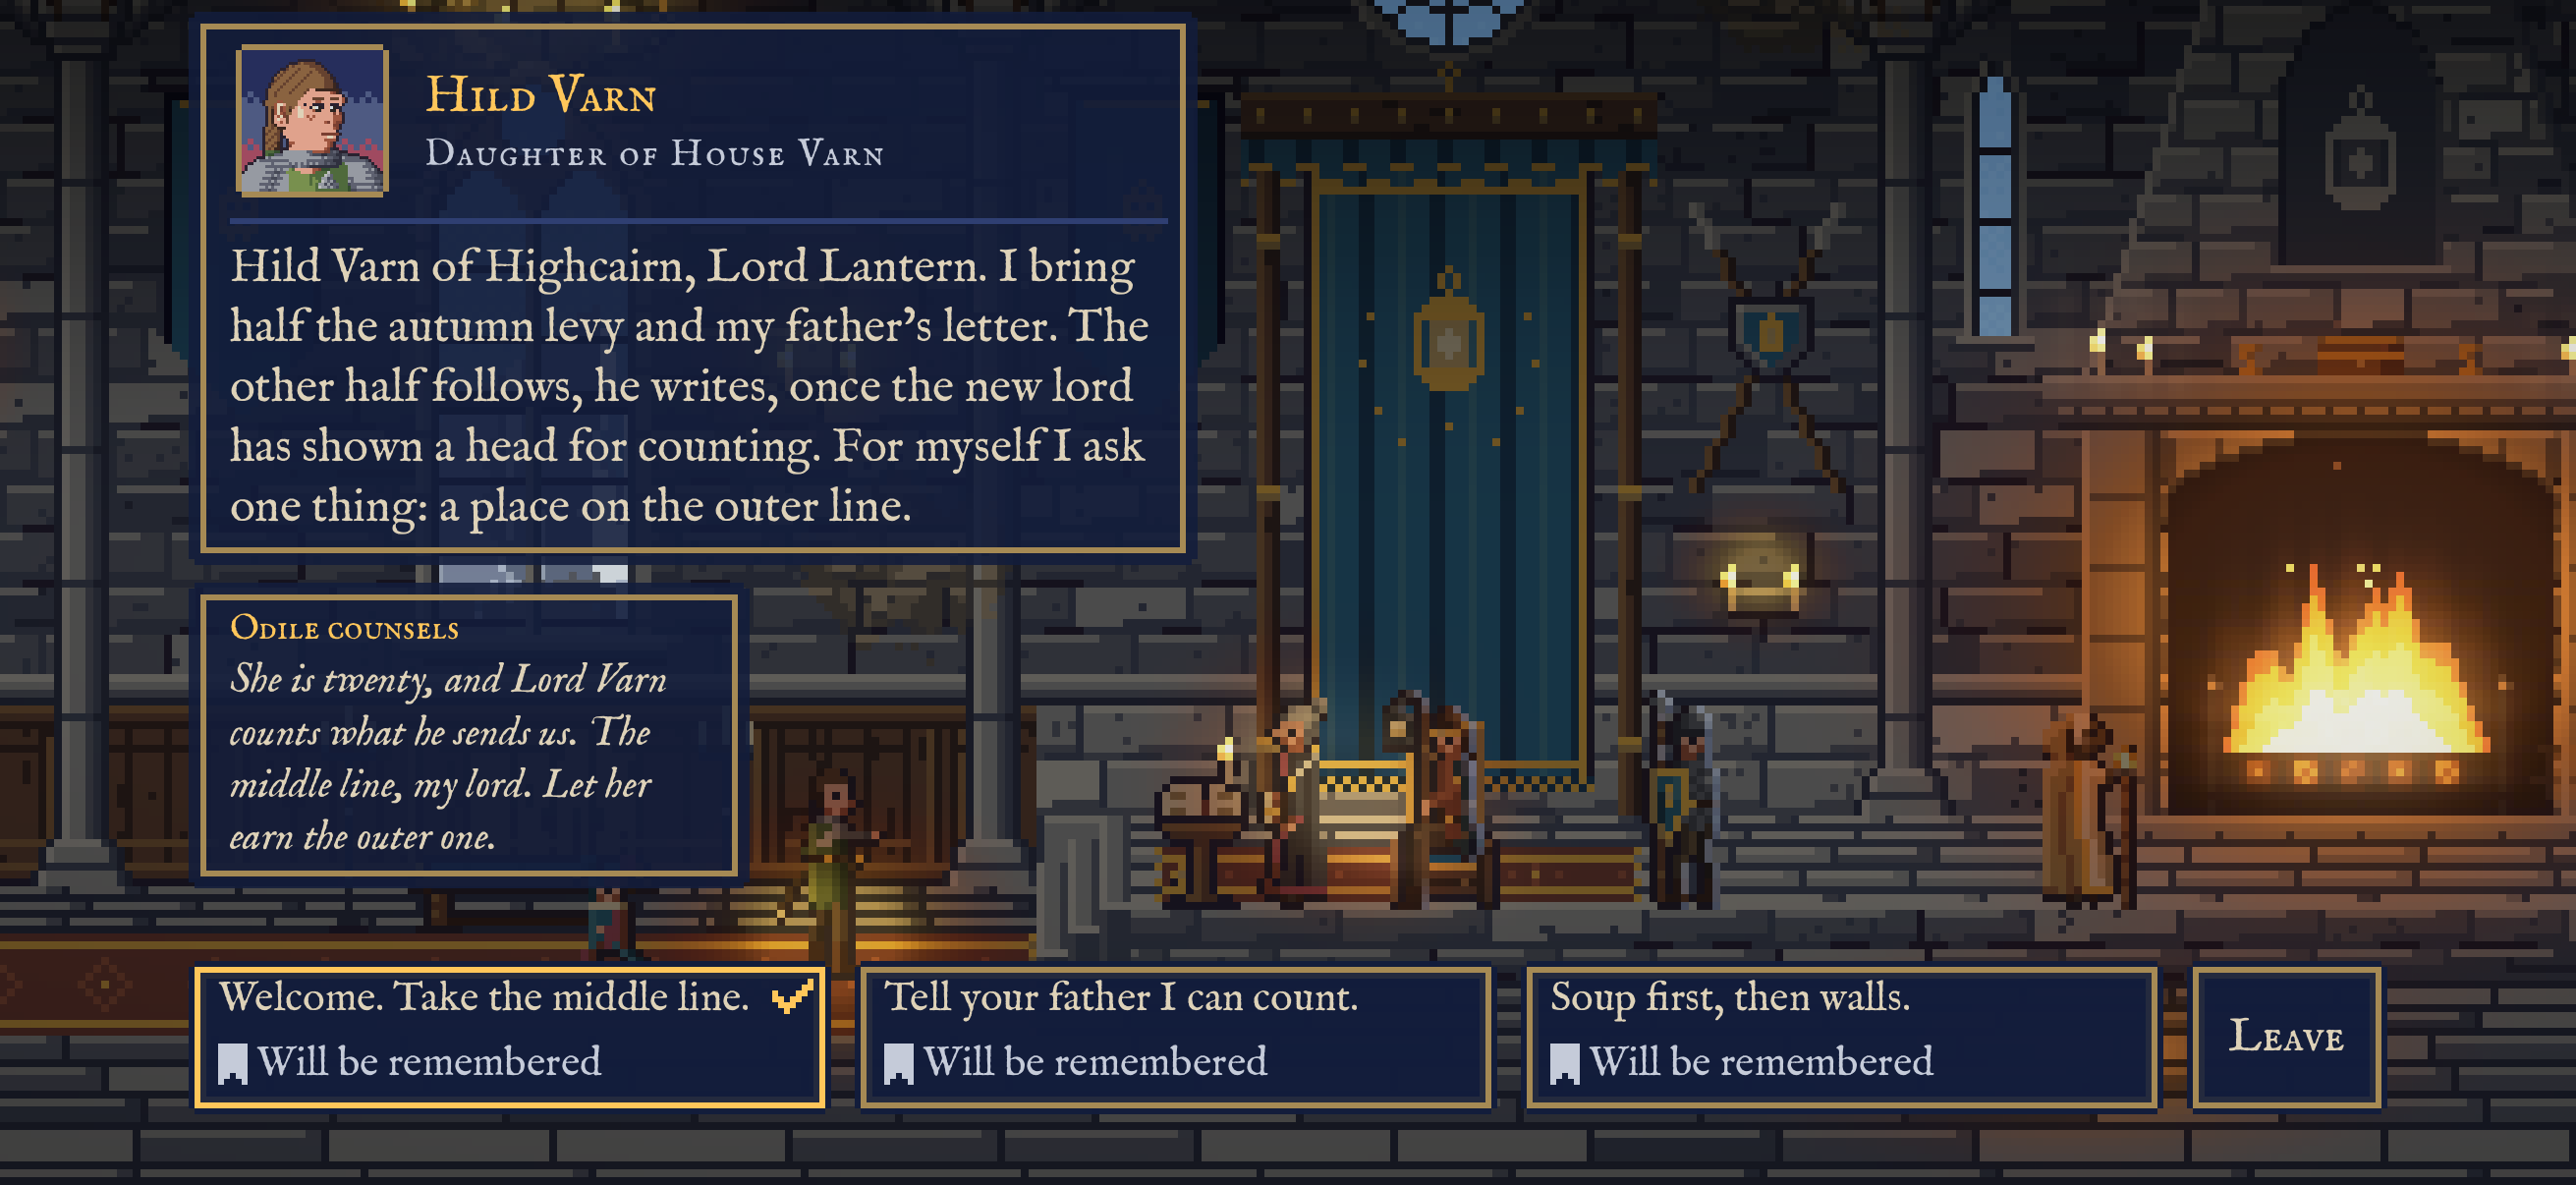 Hild Varn
Daughter of House Varn
Hild Varn of Highcairn, Lord Lantern. I bring
half the autumn levy and my father’s letter. The
other half follows, he writes, once the new lord
has shown a head for counting. For myself I ask
one thing: a place on the outer line.
Odile counsels
She is twenty, and Lord Varn
counts what he sends us. The
middle line, my lord. Let her
earn the outer one.
Welcome. Take the middle line.
Will be remembered
Tell your father I can count.
Will be remembered
Soup first, then walls.
Will be remembered
Leave